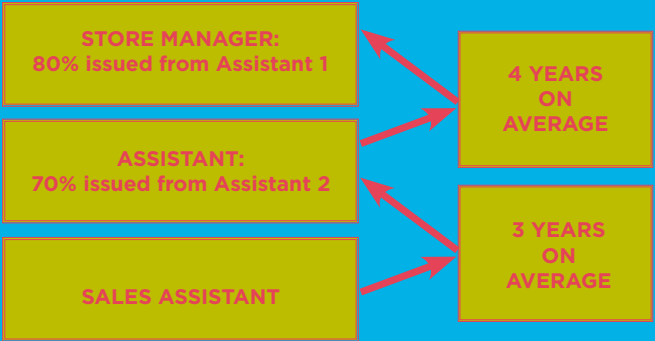 STORE MANAGER:
80% issued from Assistant 1
4 YEARS
ON
AVERAGE
ASSISTANT:
70% issued from Assistant 2
3 YEARS
ON
AVERAGE
SALES ASSISTANT